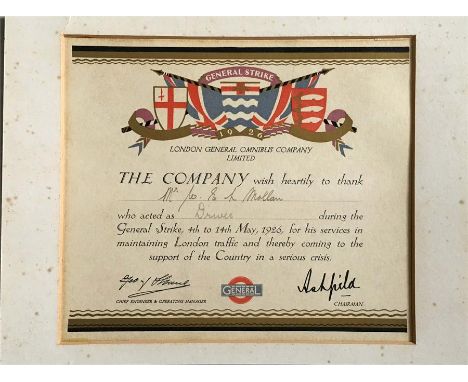 GENERAL STRIKE
1926
LONDON GENERAL OMNIBUS COMPANY
LIMITED
THE COMPANY wish heartily to thank
Mr
who acted as Driver during the
General Strike, 4th to 14th May, 1926, for his services in
maintaining London traffic and thereby coming to the
support of the Country in a serious crisis.
CHIEF ENGINEER & OPERATING MANAGER
GENERAL
Ashfield
CHAIRMAN.